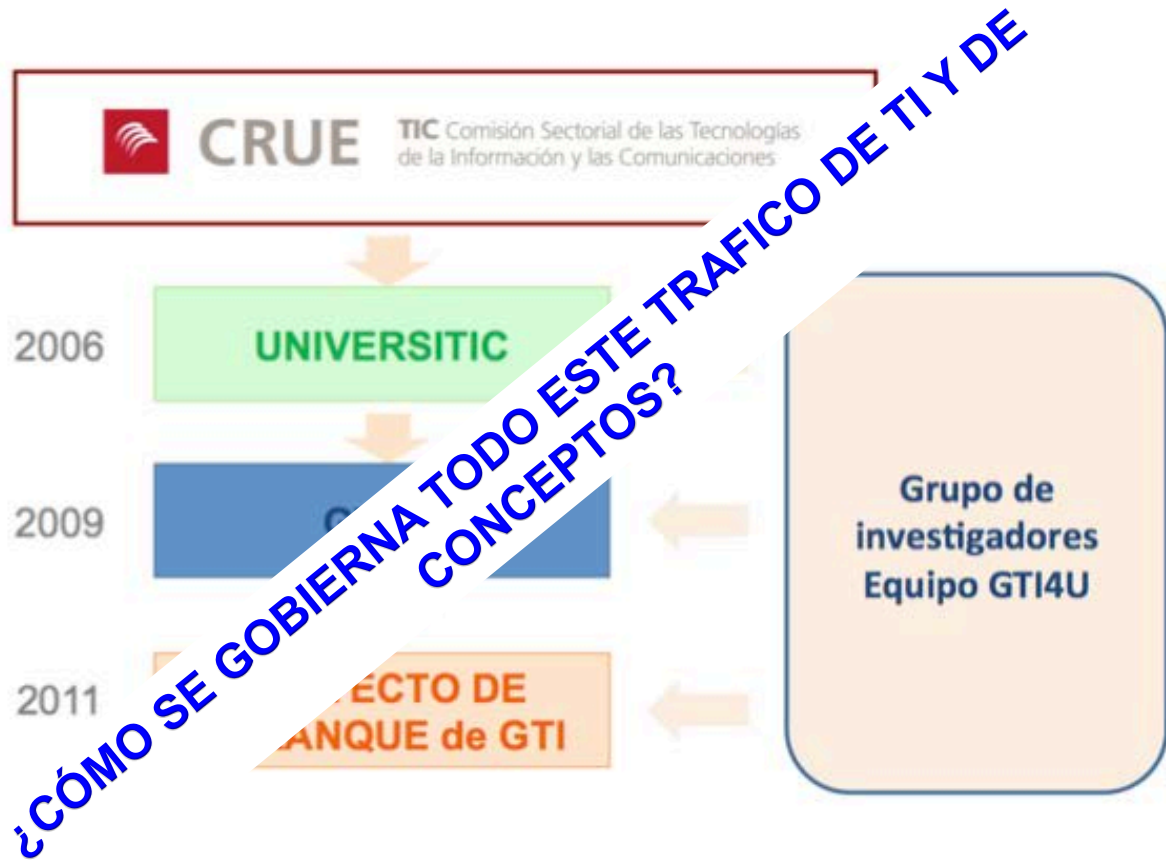 CRUE
TIC Comisión Sectorial de las Tecnologías
de la Información y las Comunicaciones
2006
UNIVERSITIC
2009
2011
ECTO DE
ANQUE de GTI
Grupo de
investigadores
Equipo GTI4U
¿CÓMO SE GOBIERNA TODO ESTE TRAFICO DE TI Y DE
CONCEPTOS?